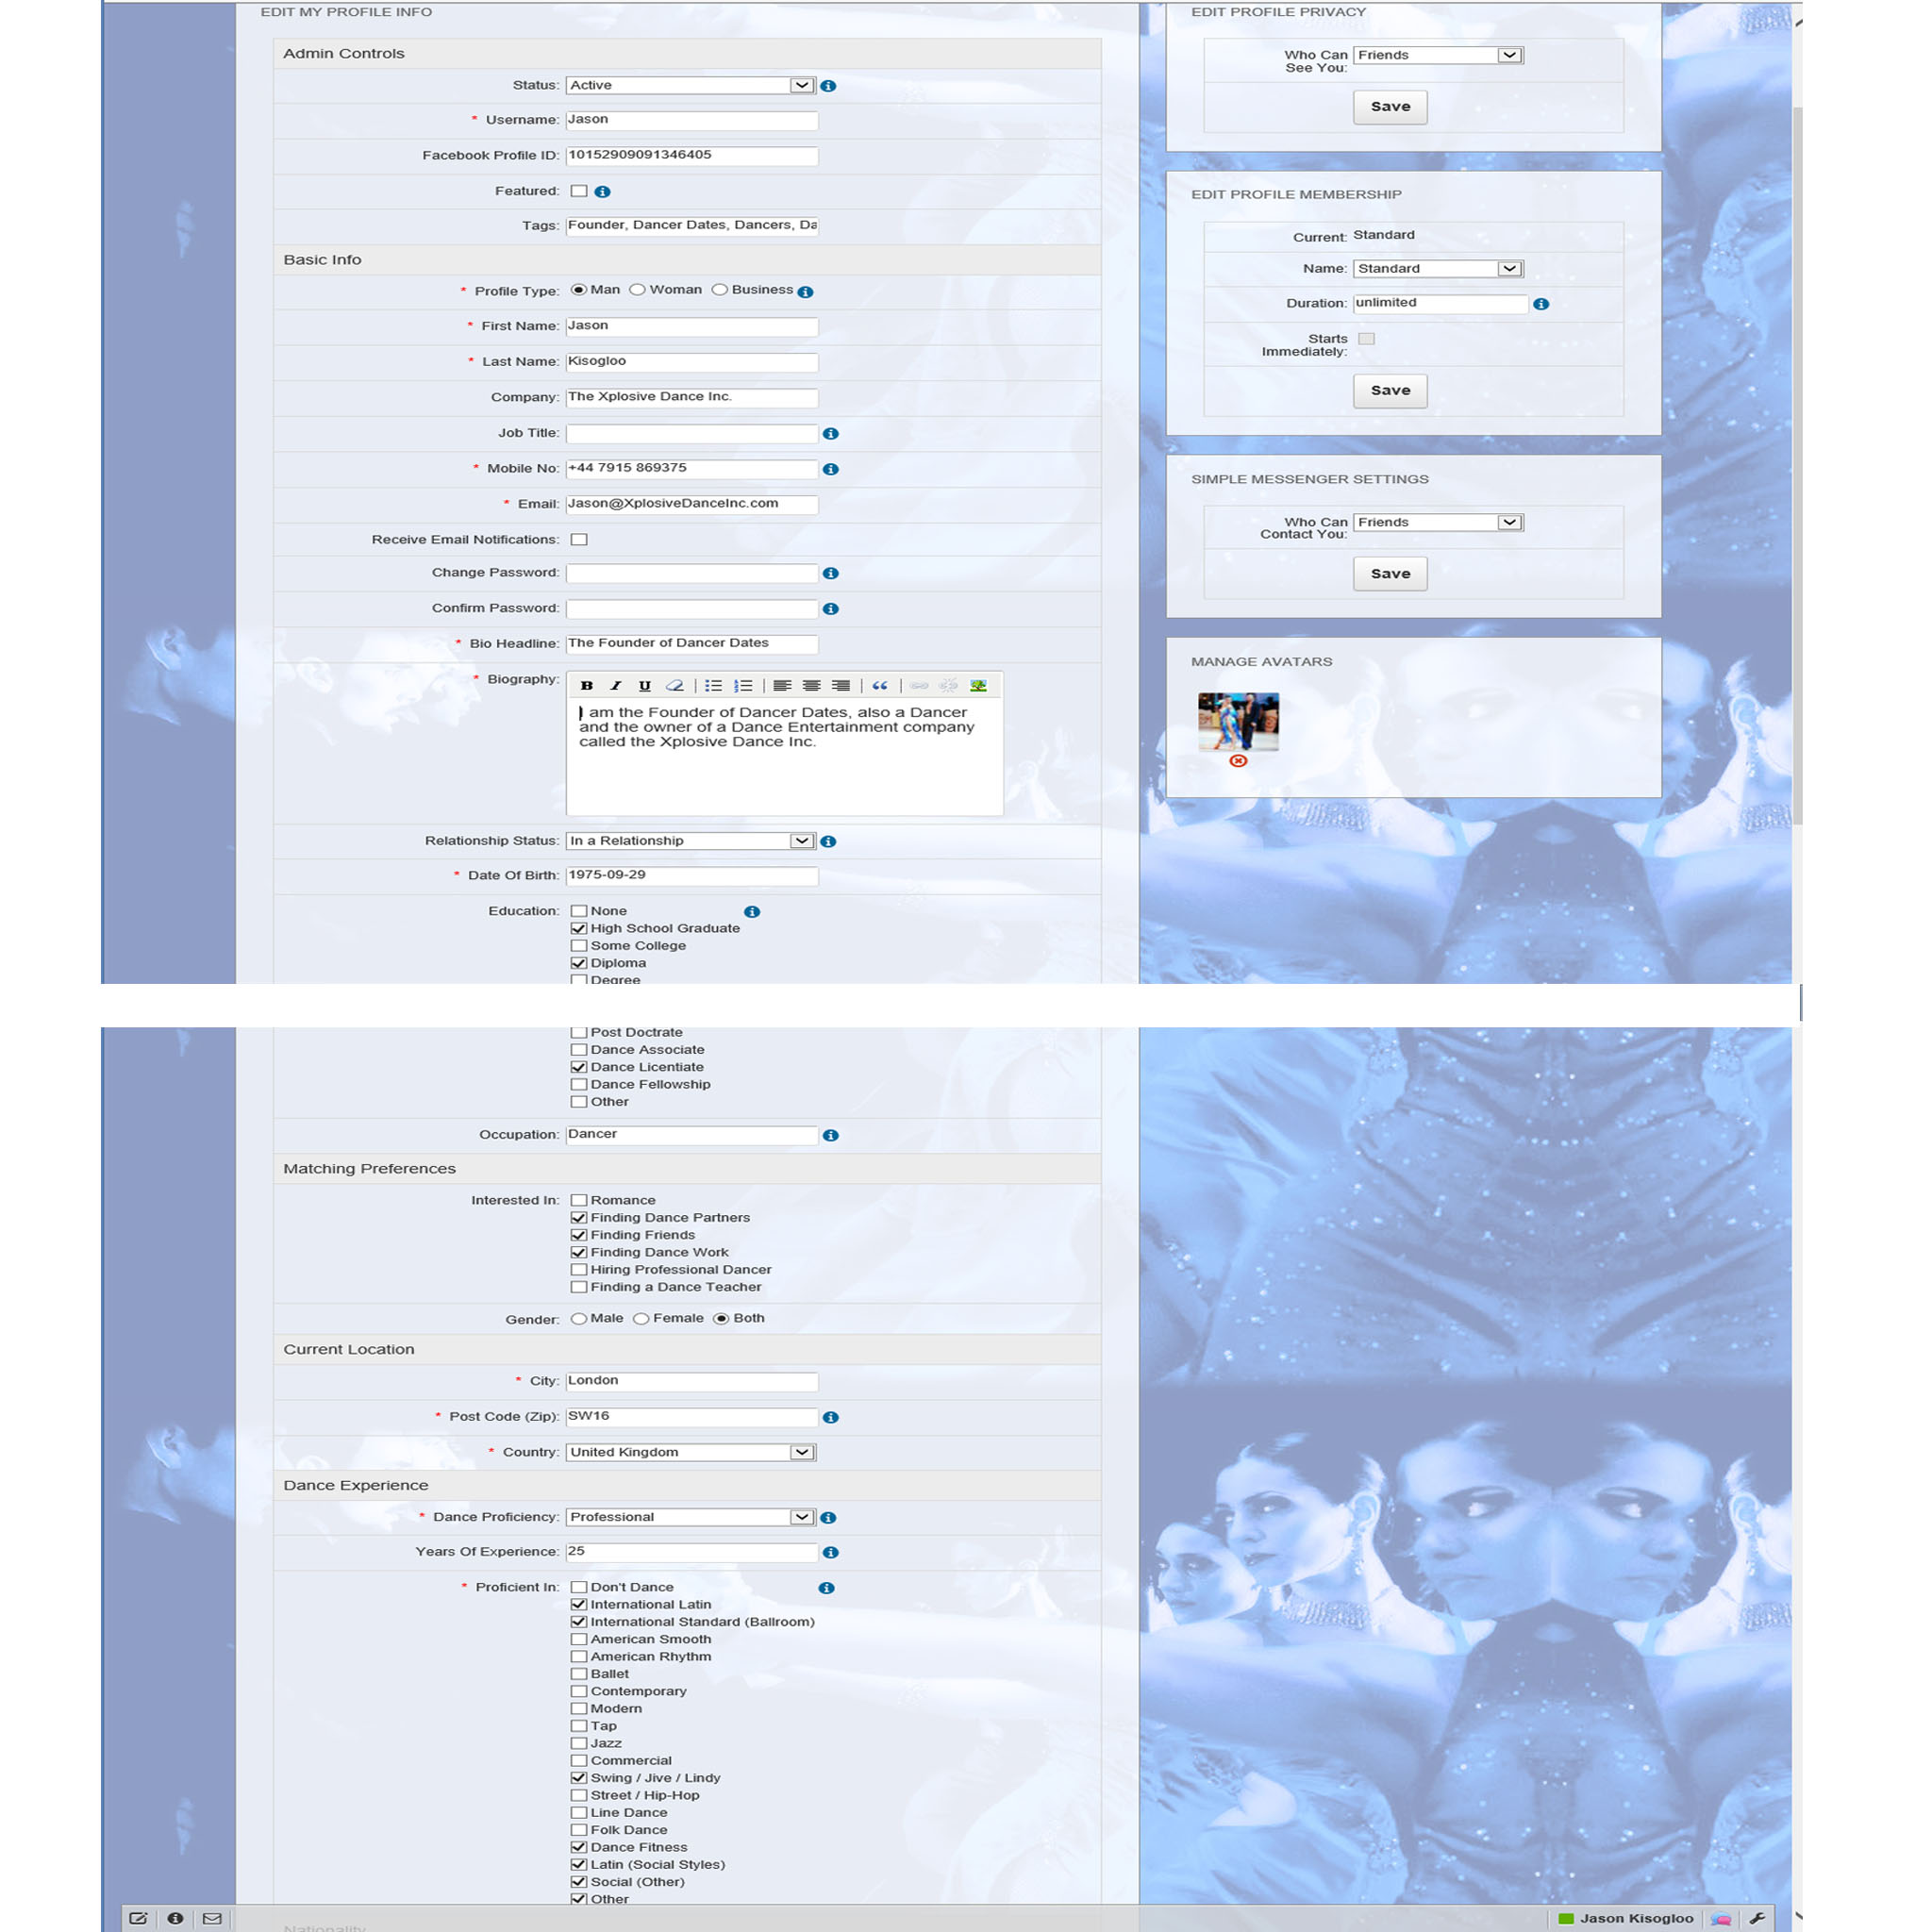 EDIT MY PROFILE INFO
Admin Controls
Status: Active
* Username: Jason
Facebook Profile ID: 10152909091346405
Featured:
Tags: Founder, Dancer Dates, Dancers, Da
Basic Info
* Profile Type: Man Woman Business
* First Name: Jason
* Last Name: Kisogloo
Company: The Xplosive Dance Inc.
Job Title:
* Mobile No: +44 7915 869375
* Email: Jason@XplosiveDanceInc.com
Receive Email Notifications:
Change Password:
Confirm Password:
* Bio Headline: The Founder of Dancer Dates
* Biography:
B I U
I am the Founder of Dancer Dates, also a Dancer
and the owner of a Dance Entertainment company
called the Xplosive Dance Inc.
Relationship Status: In a Relationship
* Date Of Birth: 1975-09-29
Education: None
High School Graduate
Some College
Diploma
Degree
EDIT PROFILE PRIVACY
Who Can
See You: Friends
Save
EDIT PROFILE MEMBERSHIP
Current: Standard
Name: Standard
Duration: unlimited
Starts
Immediately:
Save
SIMPLE MESSENGER SETTINGS
Who Can
Contact You: Friends
Save
MANAGE AVATARS
Post Doctrate
Dance Associate
Dance Licentiate
Dance Fellowship
Other
Occupation: Dancer
Matching Preferences
Interested In: Romance
Finding Dance Partners
Finding Friends
Finding Dance Work
Hiring Professional Dancer
Finding a Dance Teacher
Gender: Male Female Both
Current Location
* City: London
* Post Code (Zip): SW16
* Country: United Kingdom
Dance Experience
* Dance Proficiency: Professional
Years Of Experience: 25
* Proficient In: Don't Dance
International Latin
International Standard (Ballroom)
American Smooth
American Rhythm
Ballet
Contemporary
Modern
Tap
Jazz
Commercial
Swing / Jive / Lindy
Street / Hip-Hop
Line Dance
Folk Dance
Dance Fitness
Latin (Social Styles)
Social (Other)
Other
Nationality
Jason Kisogloo